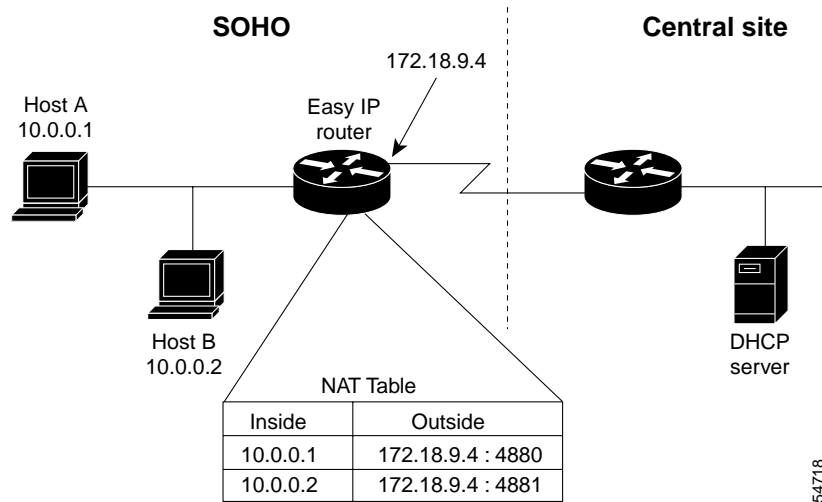 SOHO
Central site
172.18.9.4
Host A
10.0.0.1
Easy IP
router
Host B
10.0.0.2
DHCP
server
NAT Table
Inside Outside
10.0.0.1 172.18.9.4 : 4880
10.0.0.2 172.18.9.4 : 4881
54718